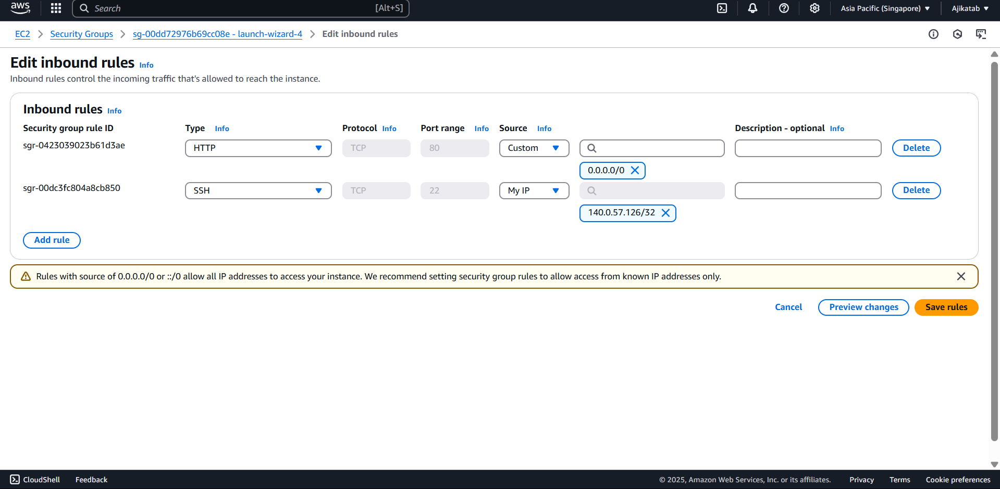 aws Search [Alt+S] Asia Pacific (Singapore) Ajikatab
EC2 Security Groups sg-00dd72976b69cc08e - launch-wizard-4 Edit inbound rules
Edit inbound rules Info
Inbound rules control the incoming traffic that's allowed to reach the instance.
Inbound rules Info
Security group rule ID Type Info Protocol Info Port range Info Source Info Description - optional Info
sgr-0423039023b61d3ae HTTP TCP 80 Custom Delete
0.0.0.0/0
sgr-00dc3fc804a8cb850 SSH TCP 22 My IP Delete
140.0.57.126/32
Add rule
Rules with source of 0.0.0.0/0 or ::/0 allow all IP addresses to access your instance. We recommend setting security group rules to allow access from known IP addresses only.
Cancel Preview changes Save rules
CloudShell Feedback © 2025, Amazon Web Services, Inc. or its affiliates. Privacy Terms Cookie preferences